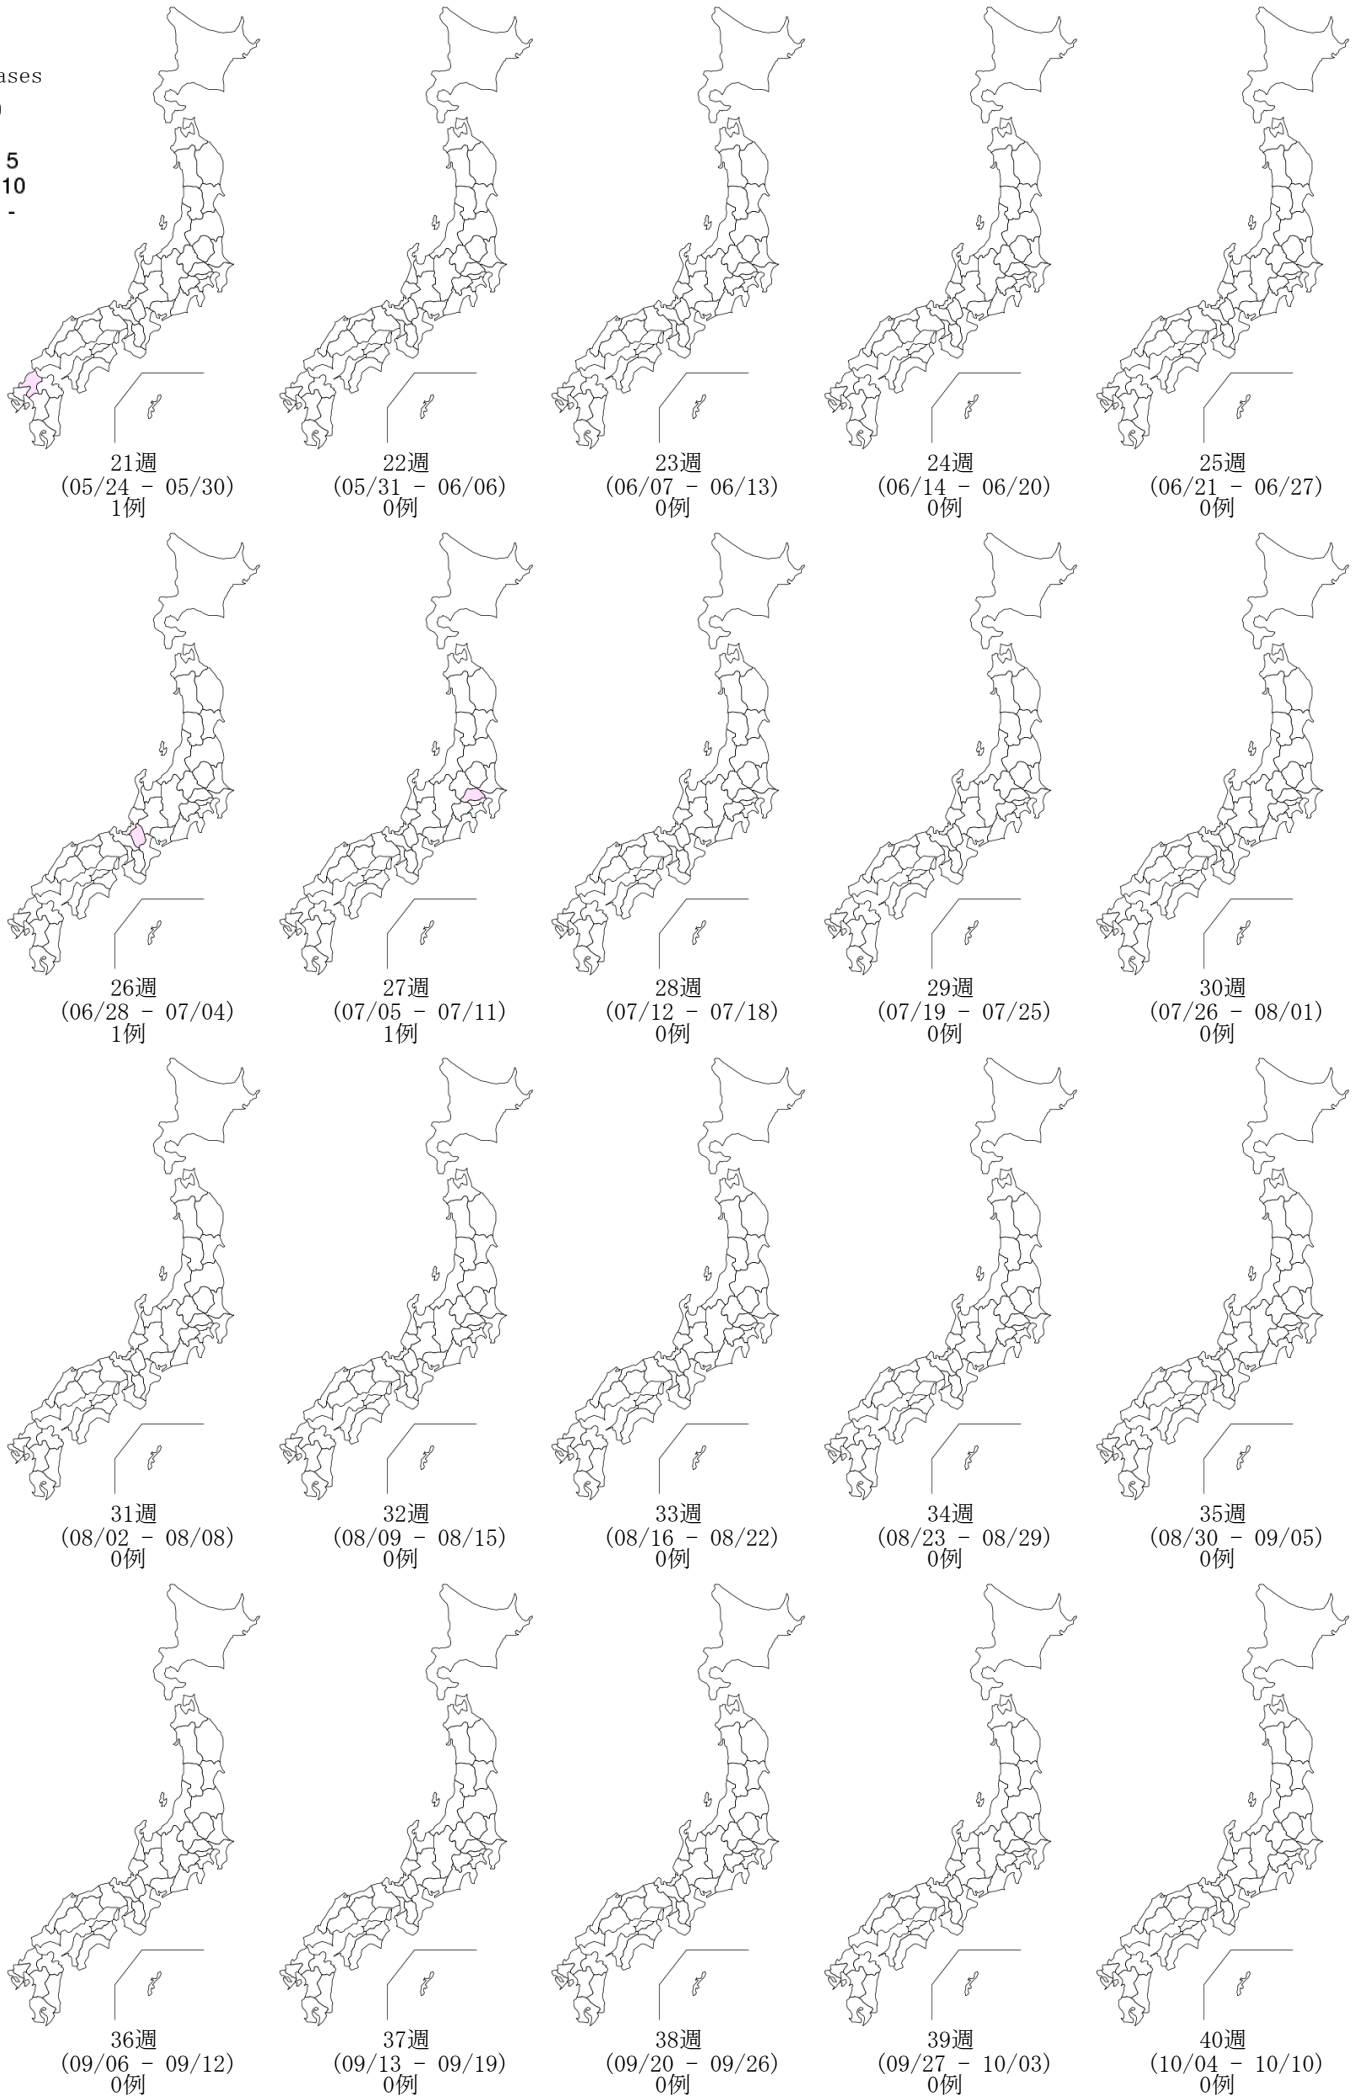 ases
5
10
-
21週
(05/24 - 05/30)
1例
22週
(05/31 - 06/06)
0例
23週
(06/07 - 06/13)
0例
24週
(06/14 - 06/20)
0例
25週
(06/21 - 06/27)
0例
26週
(06/28 - 07/04)
1例
27週
(07/05 - 07/11)
1例
28週
(07/12 - 07/18)
0例
29週
(07/19 - 07/25)
0例
30週
(07/26 - 08/01)
0例
31週
(08/02 - 08/08)
0例
32週
(08/09 - 08/15)
0例
33週
(08/16 - 08/22)
0例
34週
(08/23 - 08/29)
0例
35週
(08/30 - 09/05)
0例
36週
(09/06 - 09/12)
0例
37週
(09/13 - 09/19)
0例
38週
(09/20 - 09/26)
0例
39週
(09/27 - 10/03)
0例
40週
(10/04 - 10/10)
0例